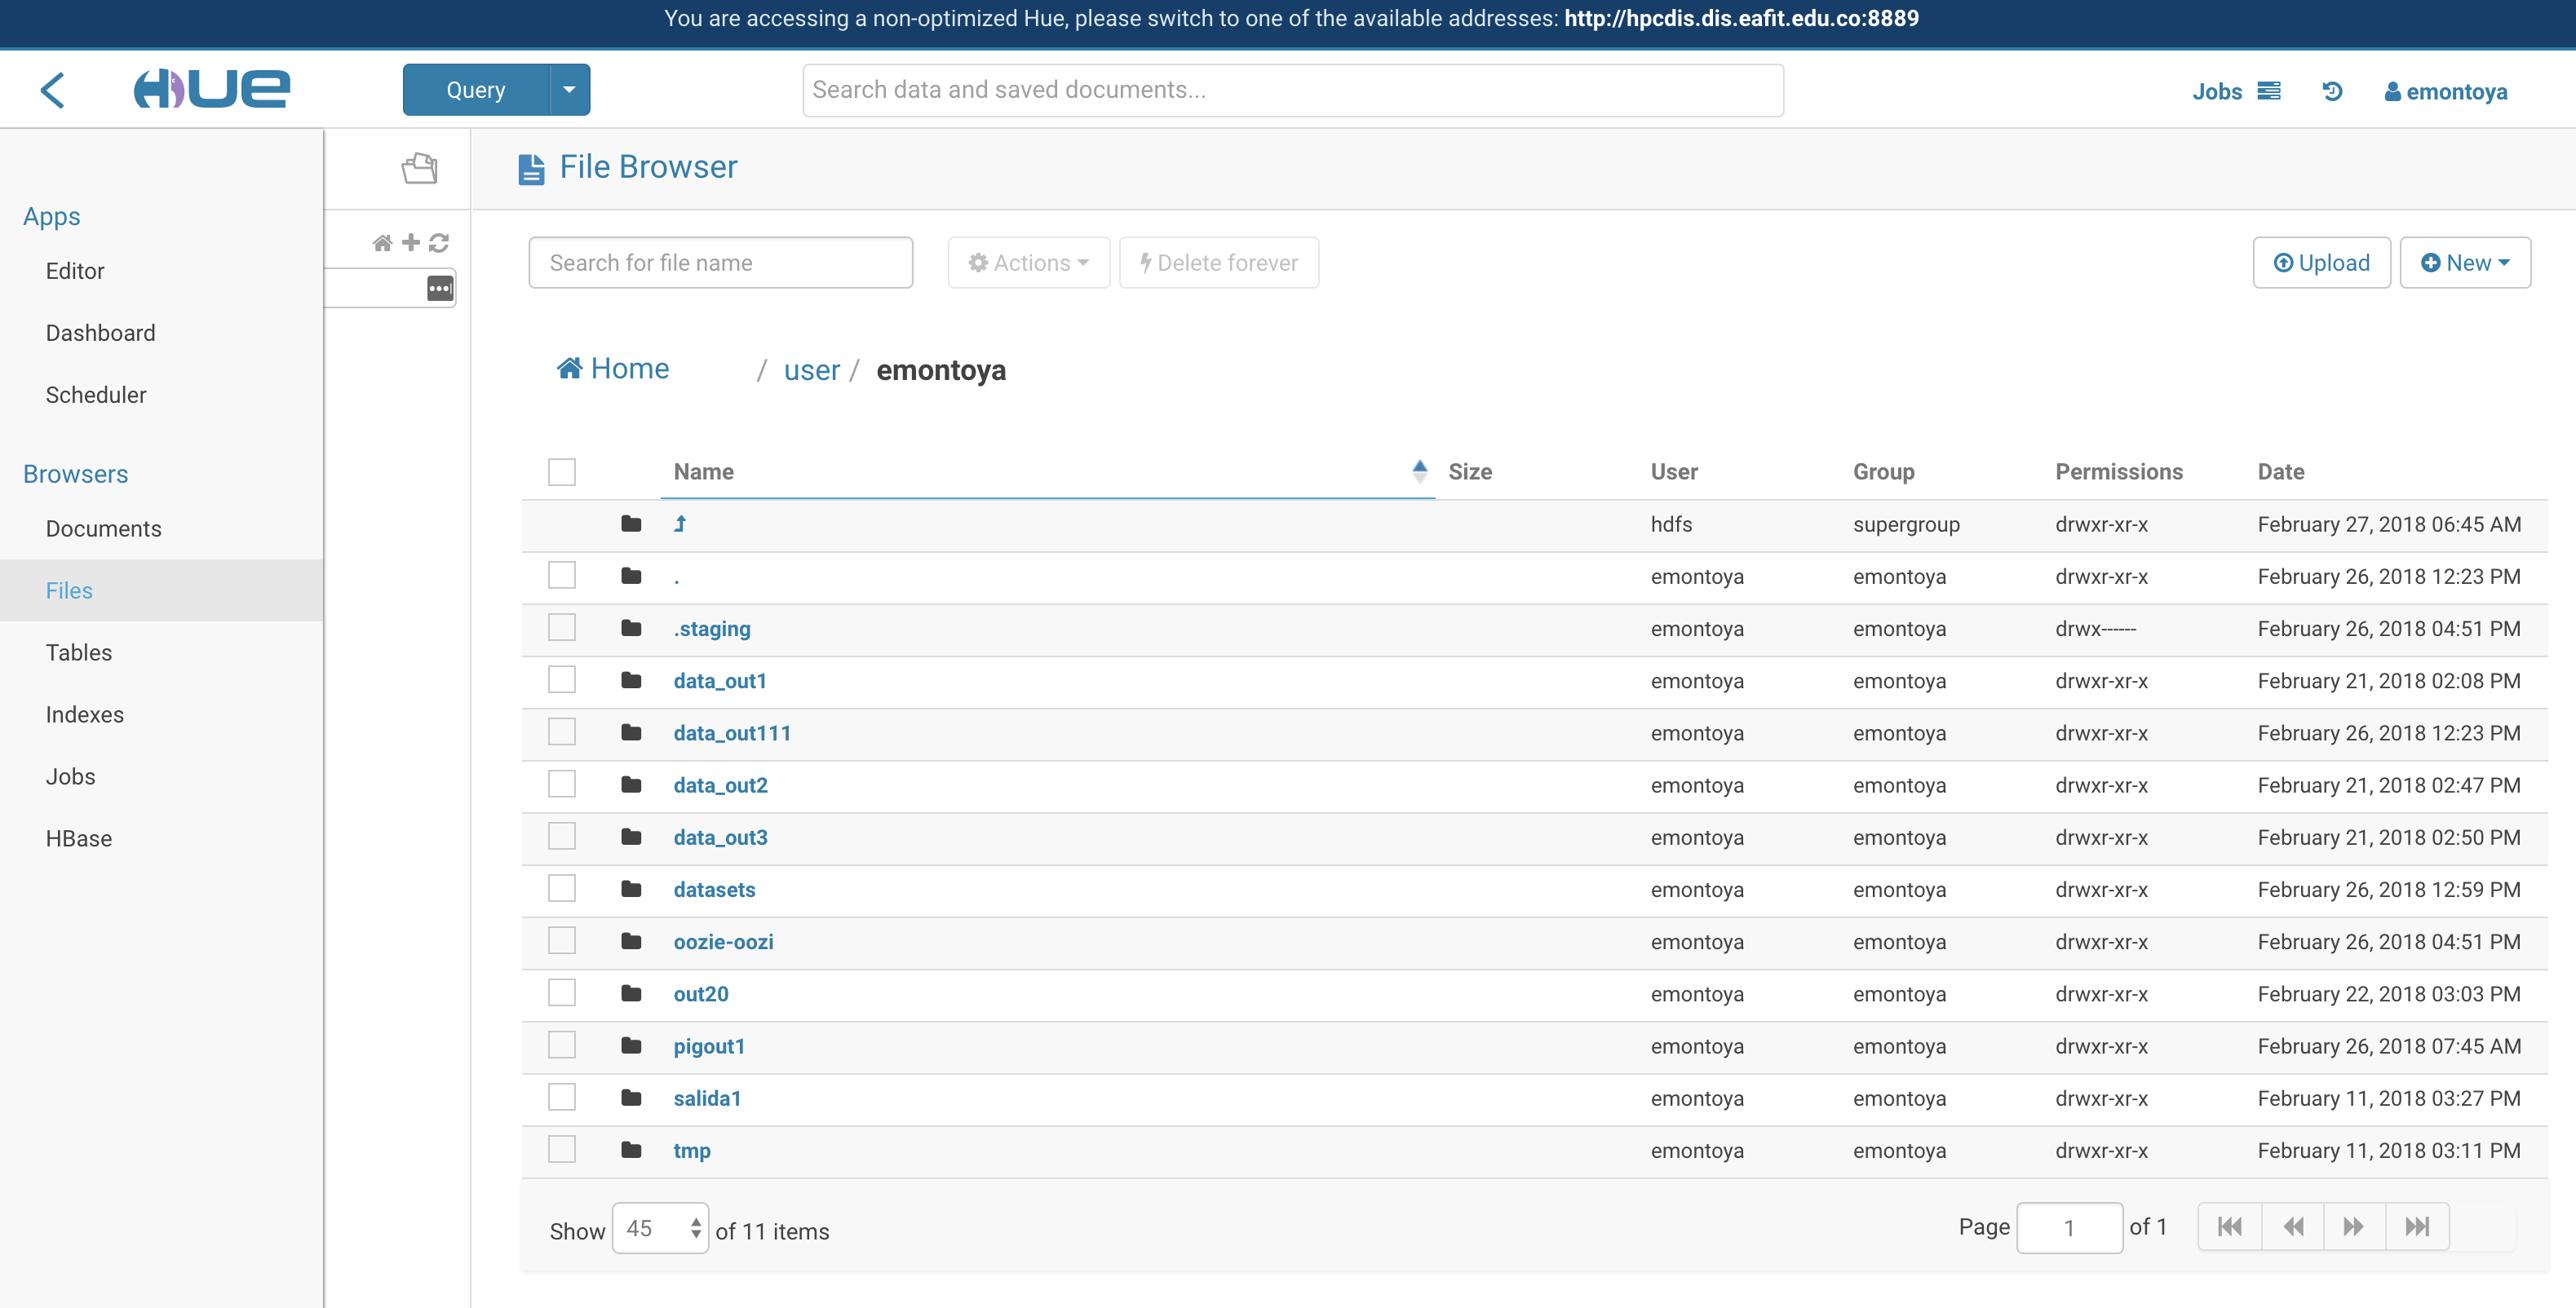 You are accessing a non-optimized Hue, please switch to one of the available addresses: http://hpcdis.dis.eafit.edu.co:8889
HUE
Query
Search data and saved documents...
Jobs
emontoya
Apps
Editor
Dashboard
Scheduler
Browsers
Documents
Files
Tables
Indexes
Jobs
HBase
File Browser
Search for file name
Actions
Delete forever
Upload
New
Home / user / emontoya
Name Size User Group Permissions Date
hdfs supergroup drwxr-xr-x February 27, 2018 06:45 AM
. emontoya emontoya drwxr-xr-x February 26, 2018 12:23 PM
.staging emontoya emontoya drwx------ February 26, 2018 04:51 PM
data_out1 emontoya emontoya drwxr-xr-x February 21, 2018 02:08 PM
data_out111 emontoya emontoya drwxr-xr-x February 26, 2018 12:23 PM
data_out2 emontoya emontoya drwxr-xr-x February 21, 2018 02:47 PM
data_out3 emontoya emontoya drwxr-xr-x February 21, 2018 02:50 PM
datasets emontoya emontoya drwxr-xr-x February 26, 2018 12:59 PM
oozie-oozi emontoya emontoya drwxr-xr-x February 26, 2018 04:51 PM
out20 emontoya emontoya drwxr-xr-x February 22, 2018 03:03 PM
pigout1 emontoya emontoya drwxr-xr-x February 26, 2018 07:45 AM
salida1 emontoya emontoya drwxr-xr-x February 11, 2018 03:27 PM
tmp emontoya emontoya drwxr-xr-x February 11, 2018 03:11 PM
Show 45 of 11 items
Page 1 of 1